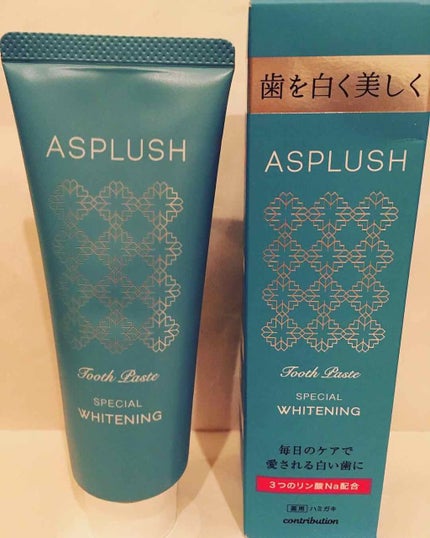 ASPLUSH
Tooth Paste
SPECIAL
WHITENING
歯を白く美しく
ASPLUSH
Tooth Paste
SPECIAL
WHITENING
毎日のケアで
愛される白い歯に
3つのリン酸Na配合
薬用 ハミガキ
contribution